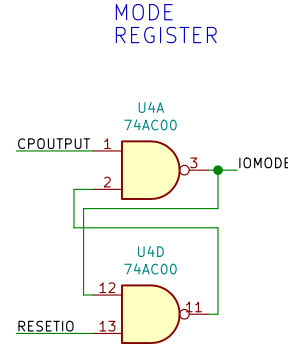 MODE
REGISTER
U4A
74AC00
CPOUTPUT 1
3 IOMODE
2
U4D
74AC00
12
11
RESETIO 13